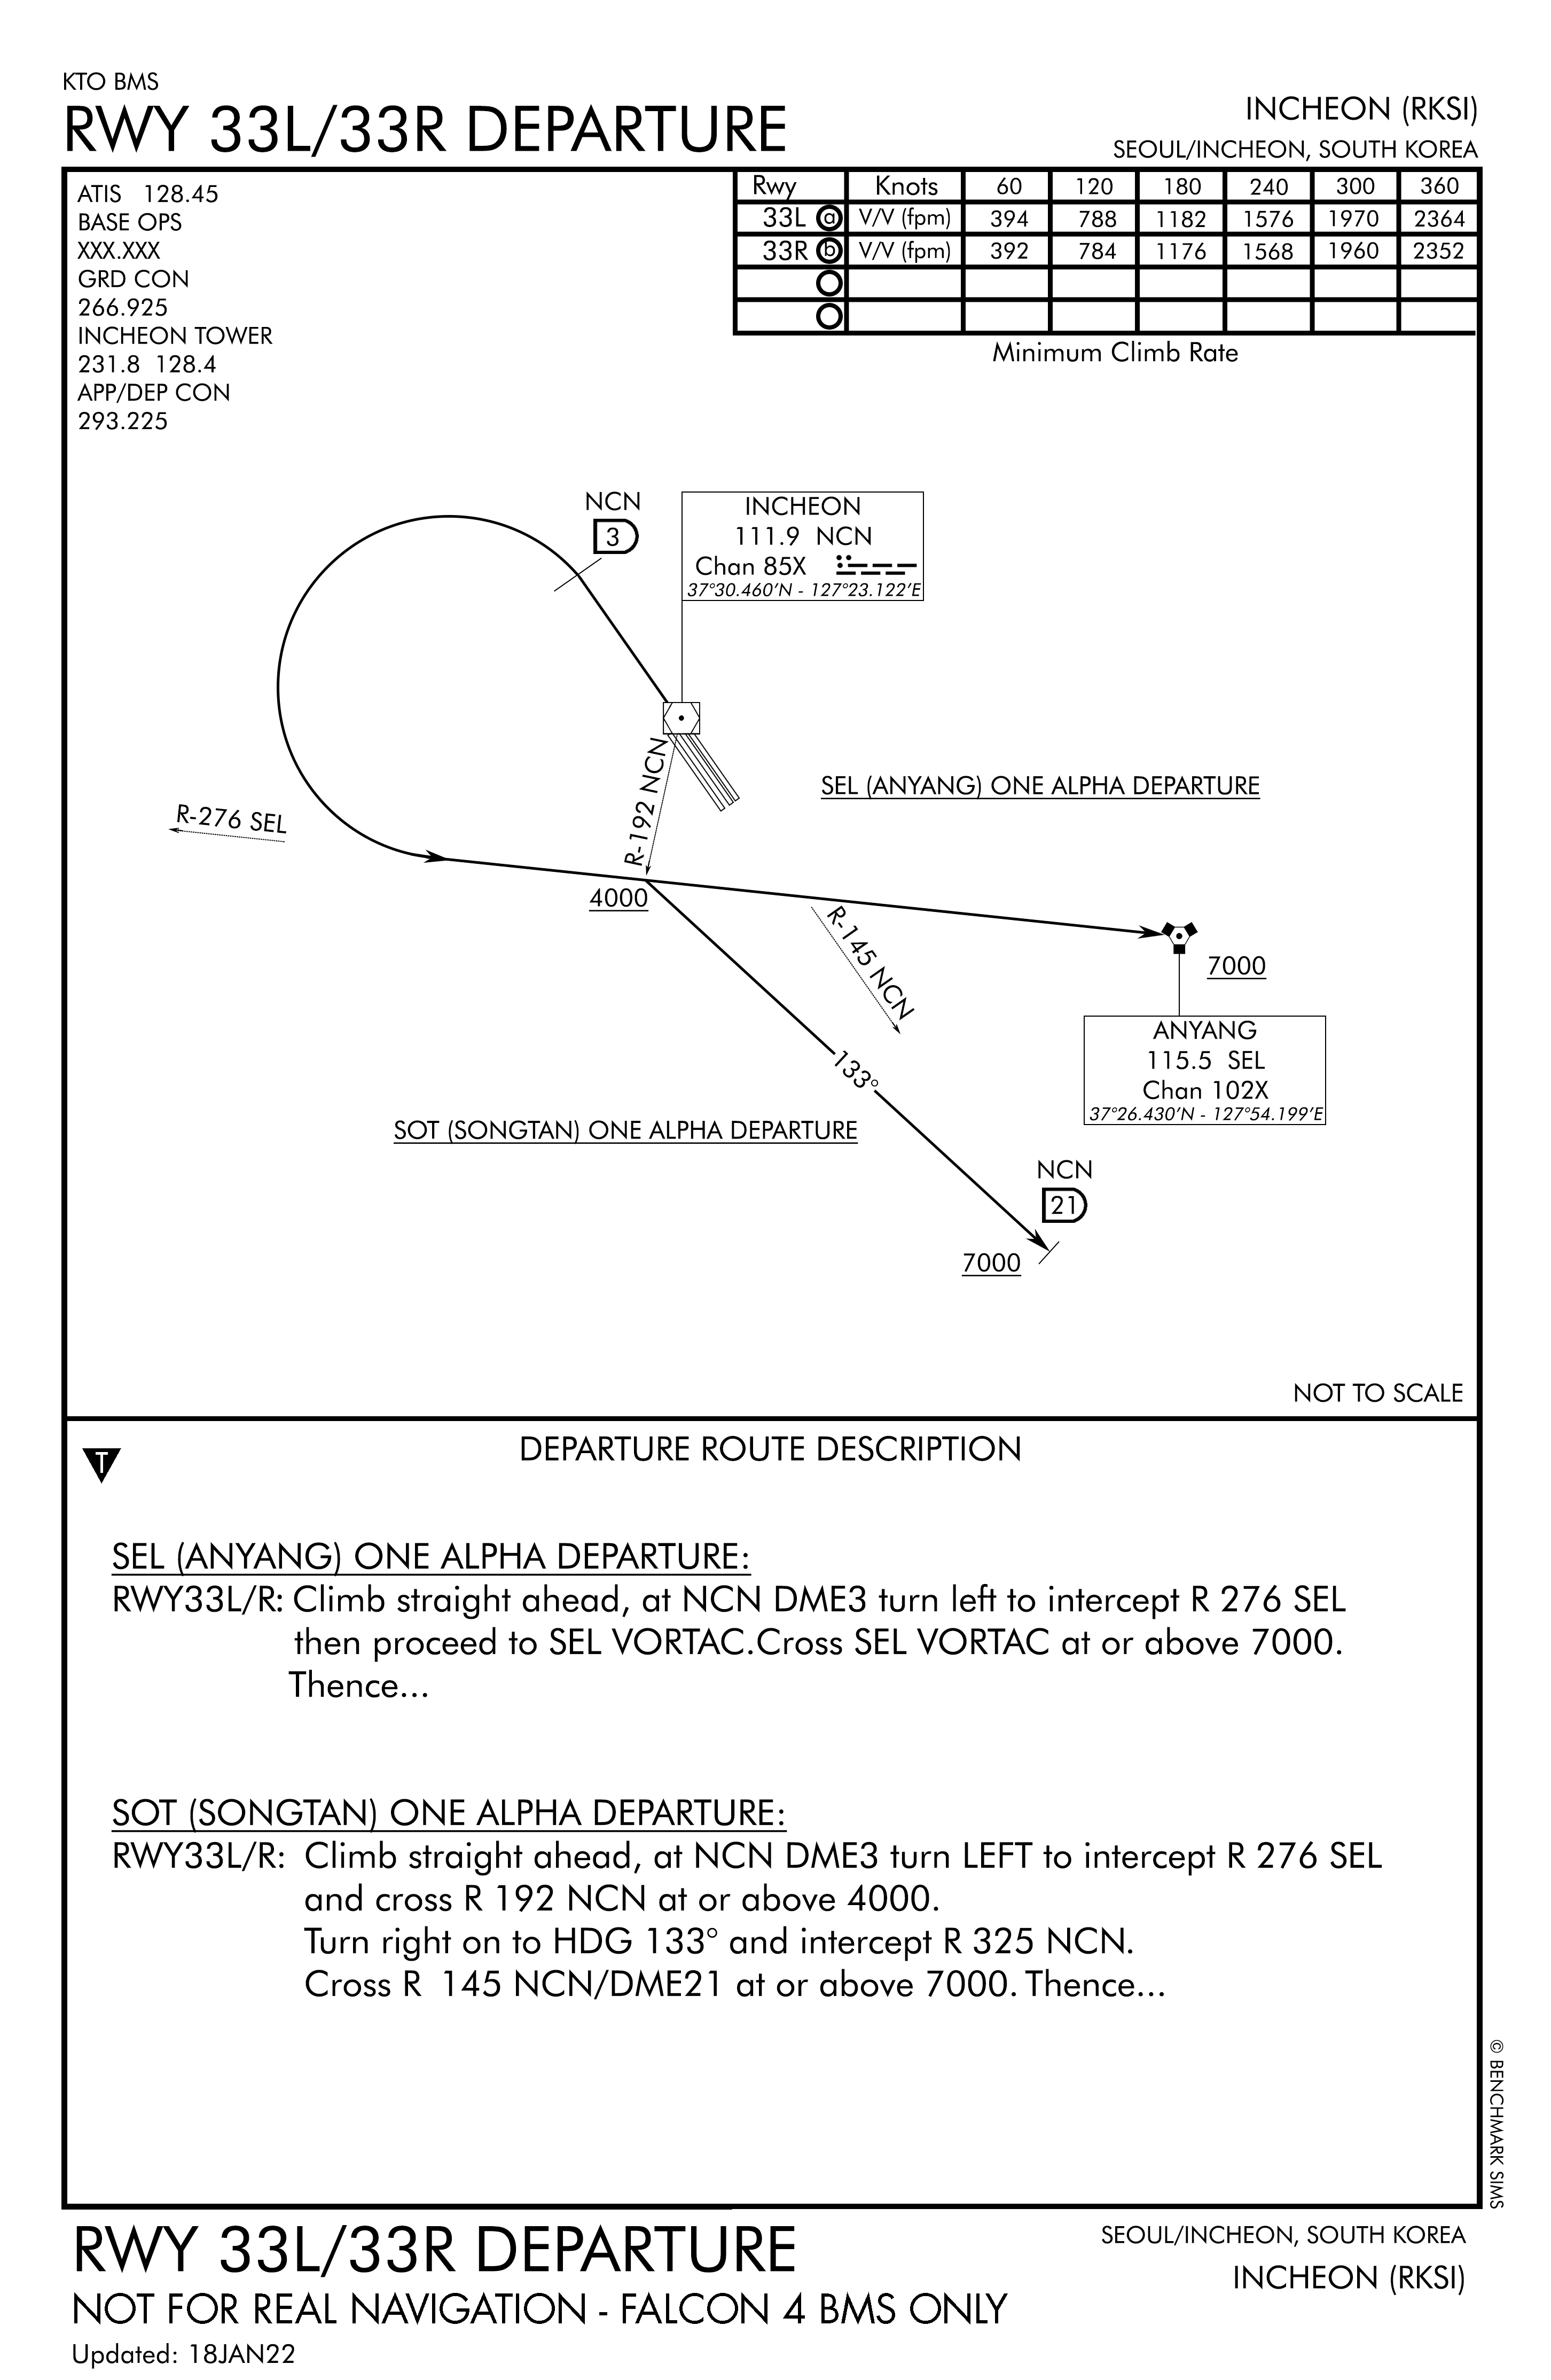 KTO BMS
RWY 33L/33R DEPARTURE
INCHEON (RKSI)
SEOUL/INCHEON, SOUTH KOREA
ATIS 128.45
BASE OPS
XXX.XXX
GRD CON
266.925
INCHEON TOWER
231.8 128.4
APP/DEP CON
293.225
Rwy Knots 60 120 180 240 300 360
33L a V/V (fpm) 394 788 1182 1576 1970 2364
33R b V/V (fpm) 392 784 1176 1568 1960 2352
Minimum Climb Rate
NCN
3
INCHEON
111.9 NCN
Chan 85X
37°30.460'N - 127°23.122'E
R-192 NCN
SEL (ANYANG) ONE ALPHA DEPARTURE
R-276 SEL
4000
R-145 NCN
7000
ANYANG
115.5 SEL
Chan 102X
37°26.430'N - 127°54.199'E
133°
SOT (SONGTAN) ONE ALPHA DEPARTURE
NCN
21
7000
NOT TO SCALE
T
DEPARTURE ROUTE DESCRIPTION
SEL (ANYANG) ONE ALPHA DEPARTURE:
RWY33L/R: Climb straight ahead, at NCN DME3 turn left to intercept R 276 SEL
then proceed to SEL VORTAC.Cross SEL VORTAC at or above 7000.
Thence...
SOT (SONGTAN) ONE ALPHA DEPARTURE:
RWY33L/R: Climb straight ahead, at NCN DME3 turn LEFT to intercept R 276 SEL
and cross R 192 NCN at or above 4000.
Turn right on to HDG 133° and intercept R 325 NCN.
Cross R 145 NCN/DME21 at or above 7000. Thence...
© BENCHMARK SIMS
RWY 33L/33R DEPARTURE
SEOUL/INCHEON, SOUTH KOREA
INCHEON (RKSI)
NOT FOR REAL NAVIGATION - FALCON 4 BMS ONLY
Updated: 18JAN22